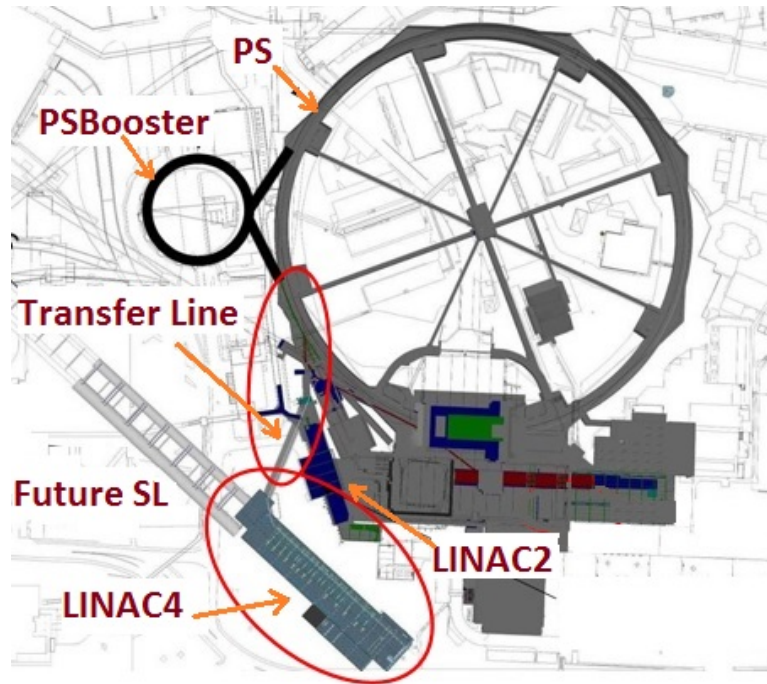 PS
PSBooster
Transfer Line
Future SL
LINAC2
LINAC4